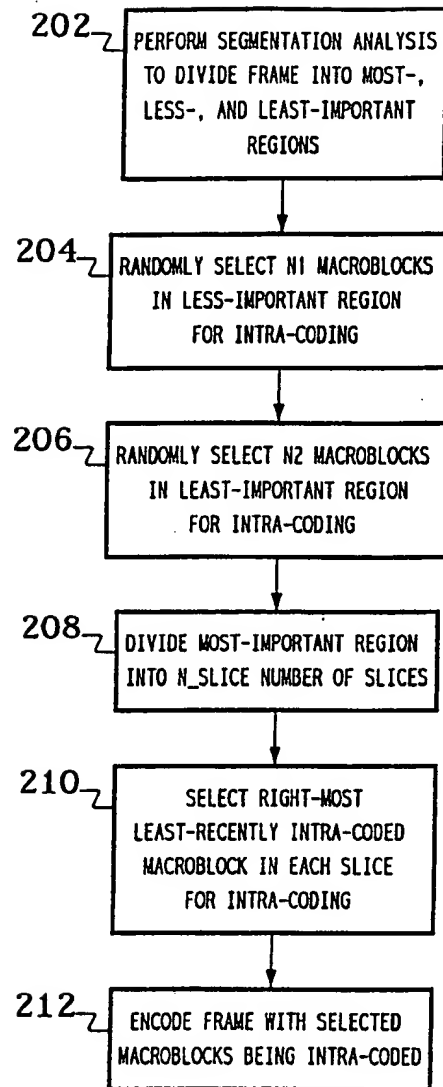 202
PERFORM SEGMENTATION ANALYSIS
TO DIVIDE FRAME INTO MOST-,
LESS-, AND LEAST-IMPORTANT
REGIONS
204
RANDOMLY SELECT N1 MACROBLOCKS
IN LESS-IMPORTANT REGION
FOR INTRA-CODING
206
RANDOMLY SELECT N2 MACROBLOCKS
IN LEAST-IMPORTANT REGION
FOR INTRA-CODING
208
DIVIDE MOST-IMPORTANT REGION
INTO N_SLICE NUMBER OF SLICES
210
SELECT RIGHT-MOST
LEAST-RECENTLY INTRA-CODED
MACROBLOCK IN EACH SLICE
FOR INTRA-CODING
212
ENCODE FRAME WITH SELECTED
MACROBLOCKS BEING INTRA-CODED